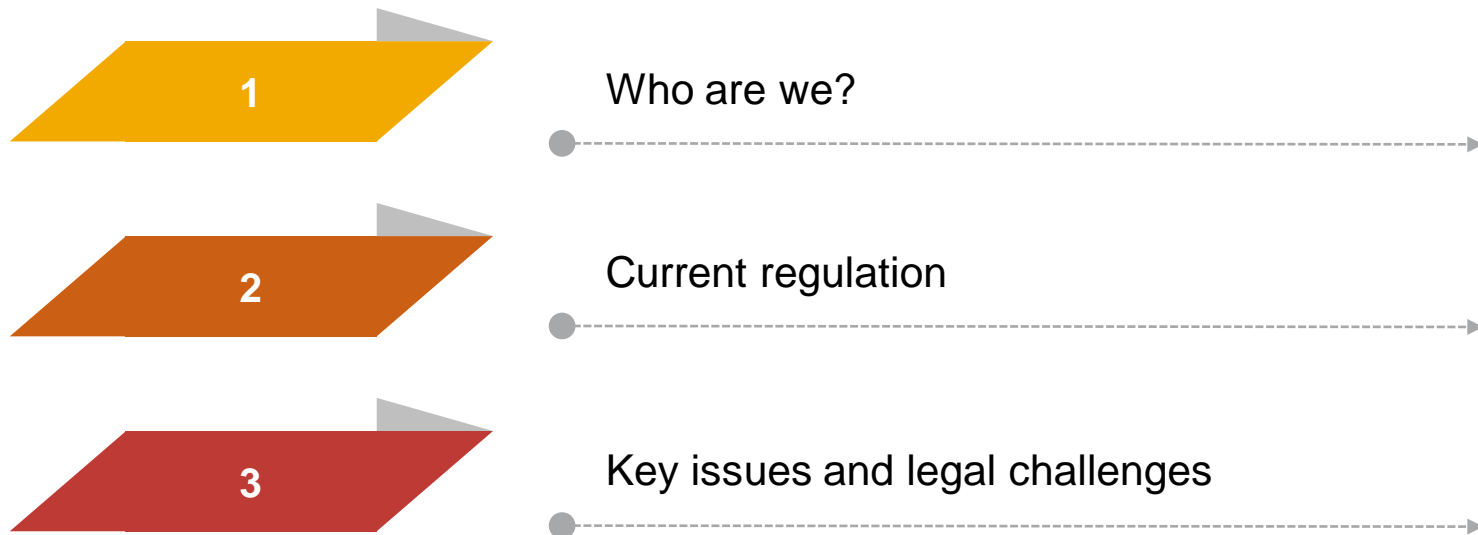 1
Who are we?
2
Current regulation
3
Key issues and legal challenges